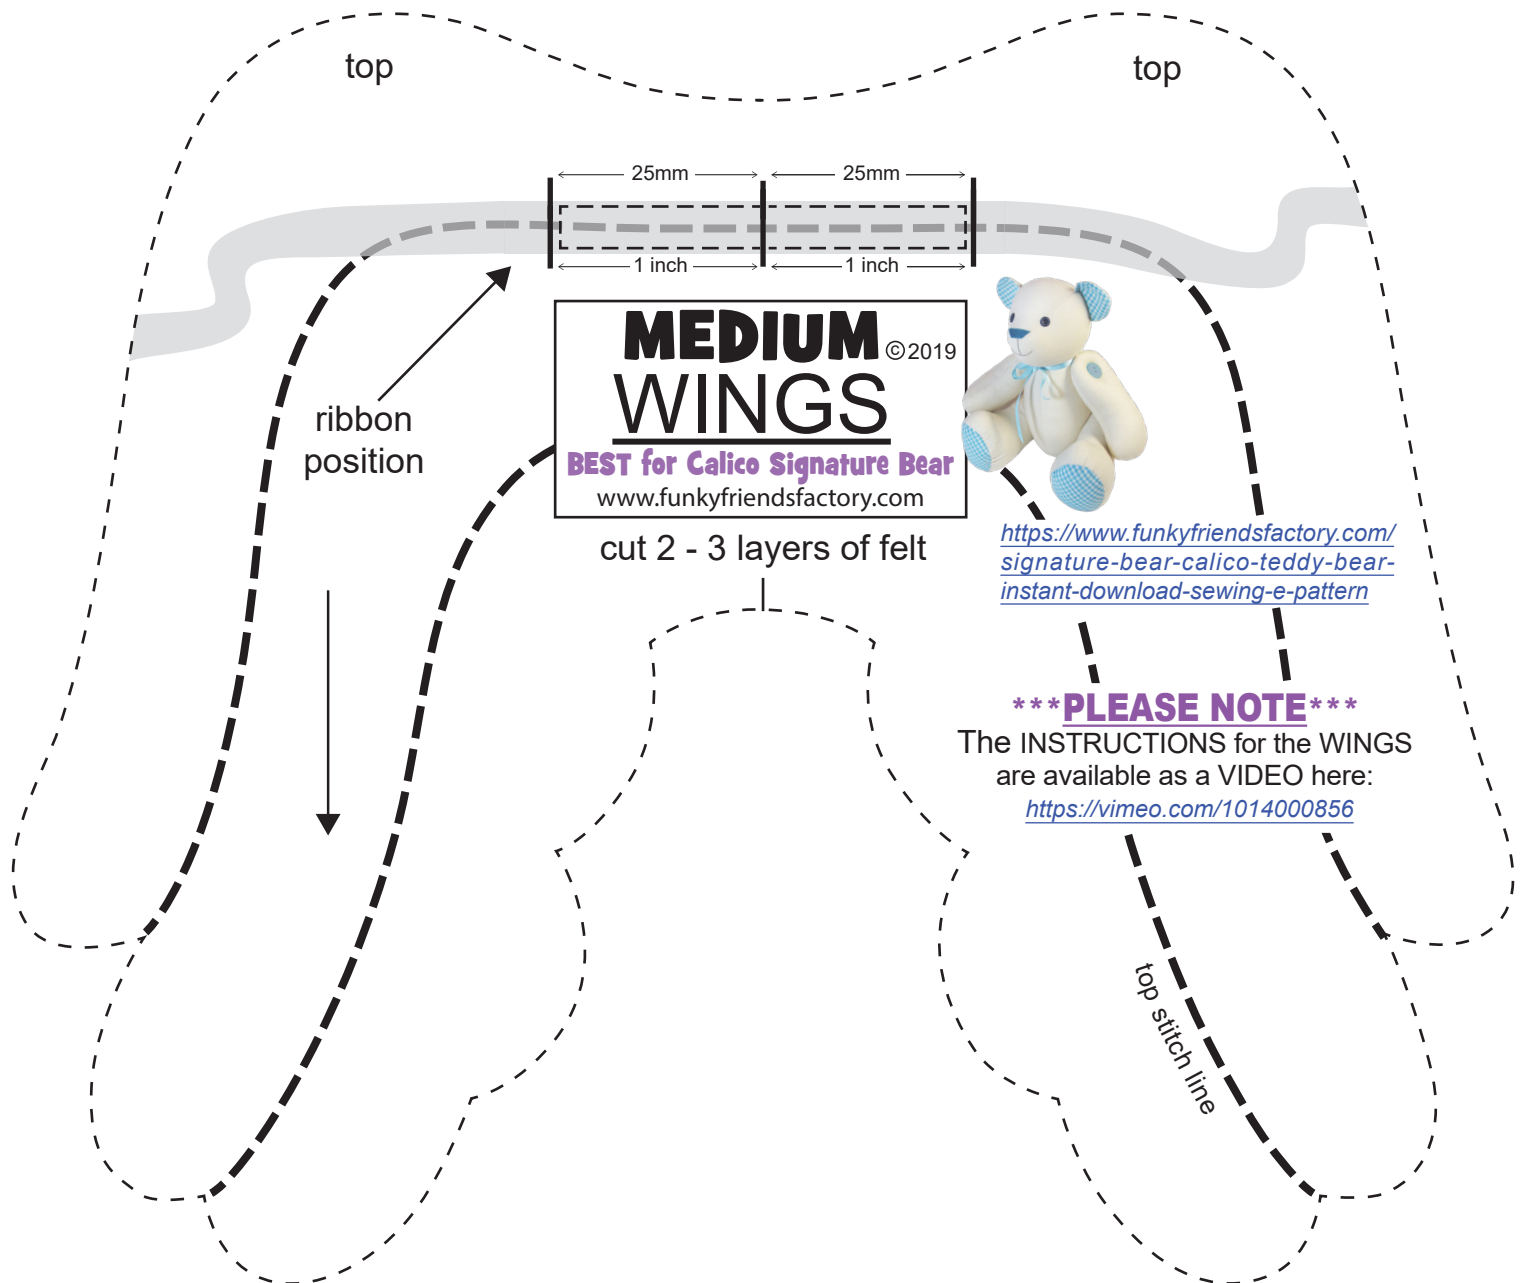 top
top
25mm
25mm
1 inch
1 inch
MEDIUM ©2019
WINGS
BEST for Calico Signature Bear
www.funkyfriendsfactory.com
ribbon
position
cut 2 - 3 layers of felt
https://www.funkyfriendsfactory.com/
signature-bear-calico-teddy-bear-
instant-download-sewing-e-pattern
***PLEASE NOTE***
The INSTRUCTIONS for the WINGS
are available as a VIDEO here:
https://vimeo.com/1014000856
top stitch line